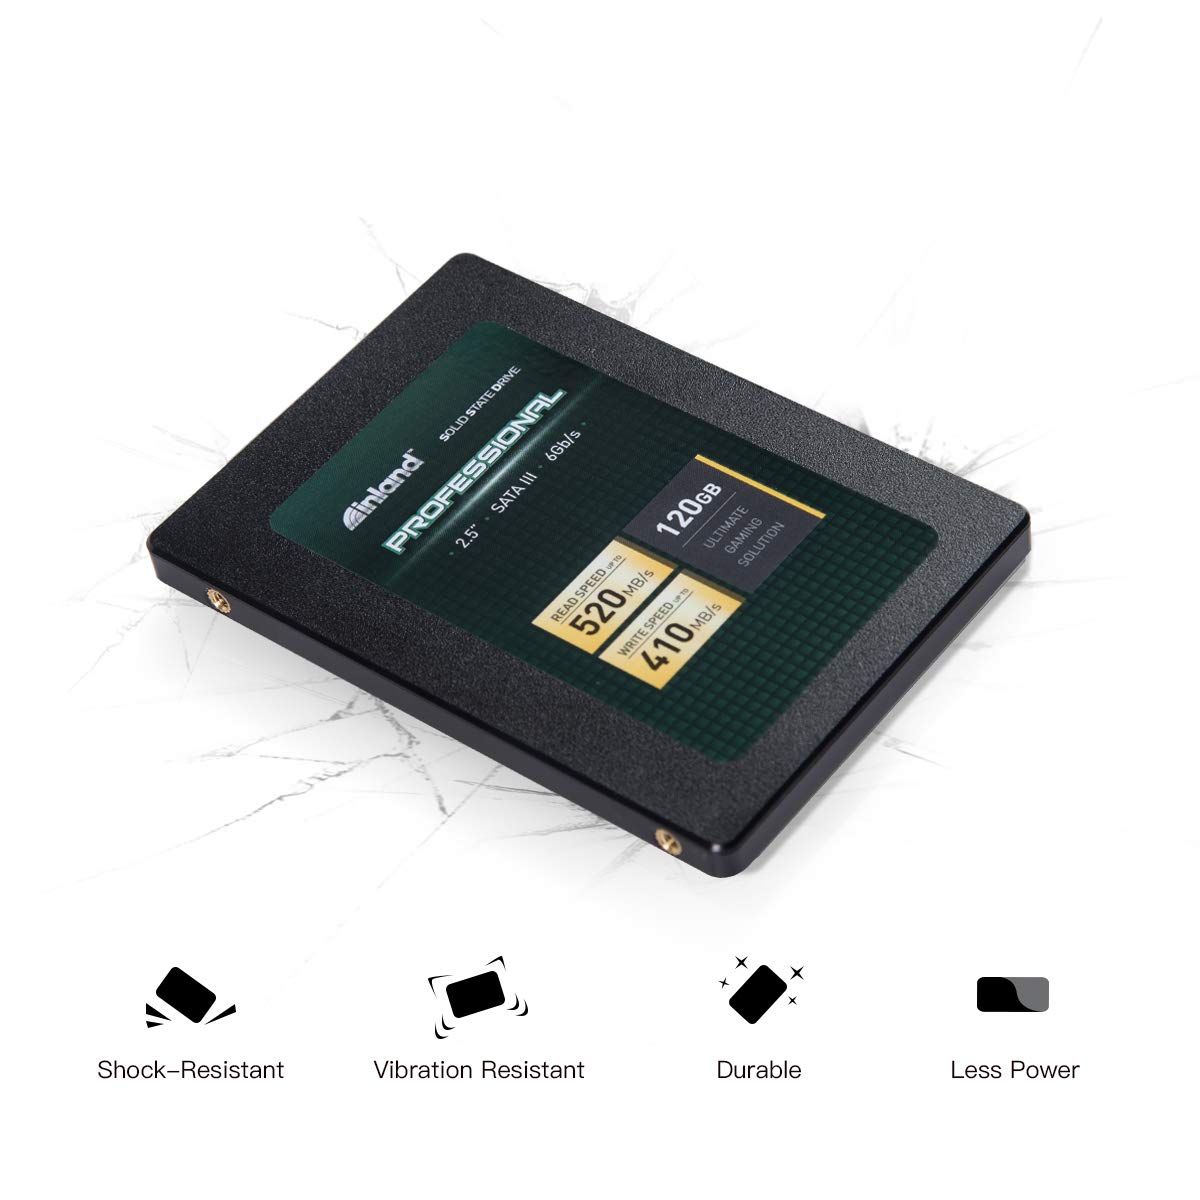 inland™
SOLID STATE DRIVE
PROFESSIONAL
· 2.5" · SATA III · 6Gb/s ·
120GB
ULTIMATE
GAMING
SOLUTION
READ SPEED UP TO
520MB/s
WRITE SPEED UP TO
410MB/s
Shock-Resistant
Vibration Resistant
Durable
Less Power